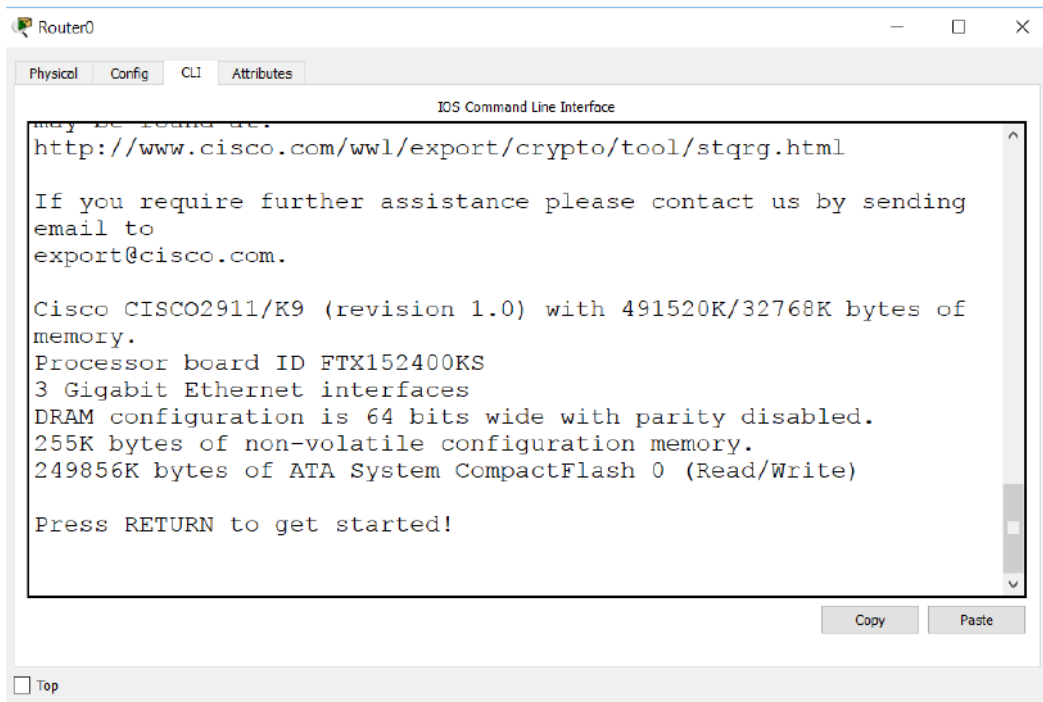 Router0
Physical Config CLI Attributes
IOS Command Line Interface
may be found at:
http://www.cisco.com/wwl/export/crypto/tool/stqrg.html
If you require further assistance please contact us by sending
email to
export@cisco.com.
Cisco CISCO2911/K9 (revision 1.0) with 491520K/32768K bytes of
memory.
Processor board ID FTX152400KS
3 Gigabit Ethernet interfaces
DRAM configuration is 64 bits wide with parity disabled.
255K bytes of non-volatile configuration memory.
249856K bytes of ATA System CompactFlash 0 (Read/Write)
Press RETURN to get started!
Copy Paste
Top